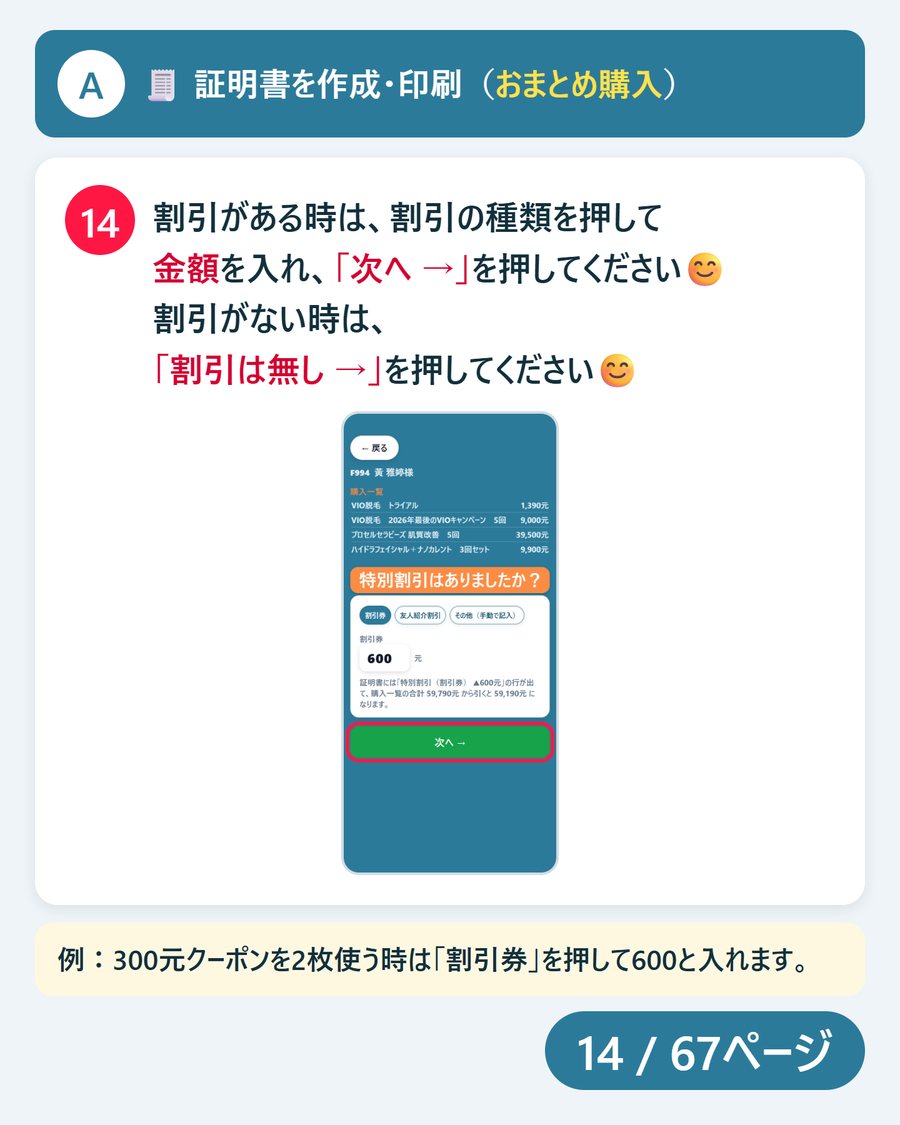 A 証明書を作成・印刷（おまとめ購入）
14
割引がある時は、割引の種類を押して
金額を入れ、「次へ →」を押してください😊
割引がない時は、
「割引は無し →」を押してください😊
← 戻る
F994 黃 雅婷様
購入一覧
VIO脱毛 トライアル 1,390元
VIO脱毛 2026年最後のVIOキャンペーン 5回 9,000元
プロセルセラピーズ 肌質改善 5回 39,500元
ハイドラフェイシャル＋ナノカレント 3回セット 9,900元
特別割引はありましたか？
割引券 友人紹介割引 その他（手動で記入）
割引券
600 元
証明書には「特別割引（割引券） ▲600元」の行が出
て、購入一覧の合計 59,790元 から引くと 59,190元 に
なります。
次へ →
例：300元クーポンを2枚使う時は「割引券」を押して600と入れます。
14 / 67ページ